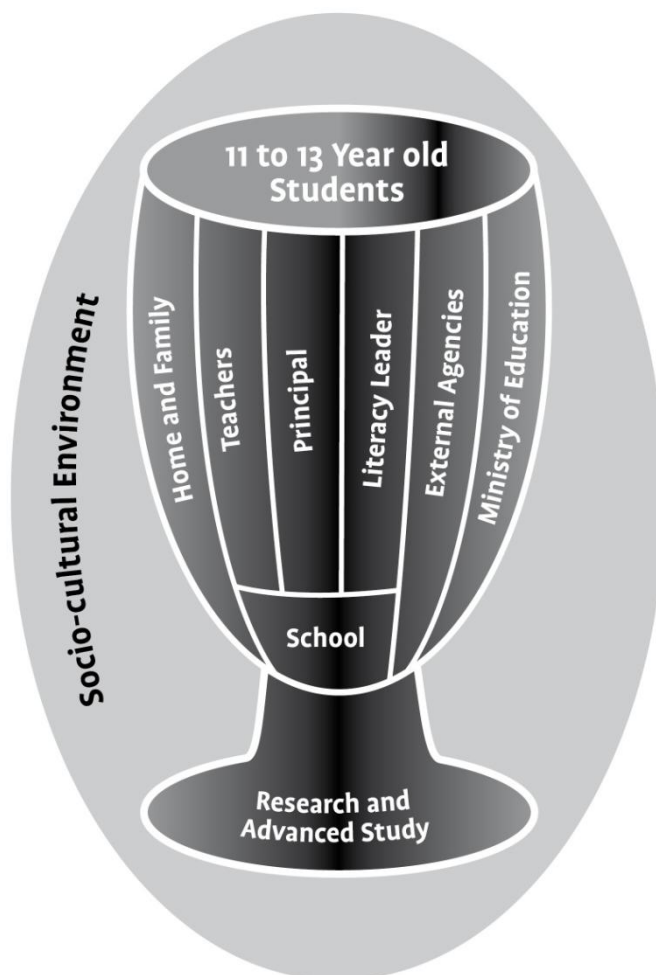 11 to 13 Year old
Students
Socio-cultural Environment
Home and Family
Teachers
Principal
Literacy Leader
External Agencies
Ministry of Education
School
Research and
Advanced Study